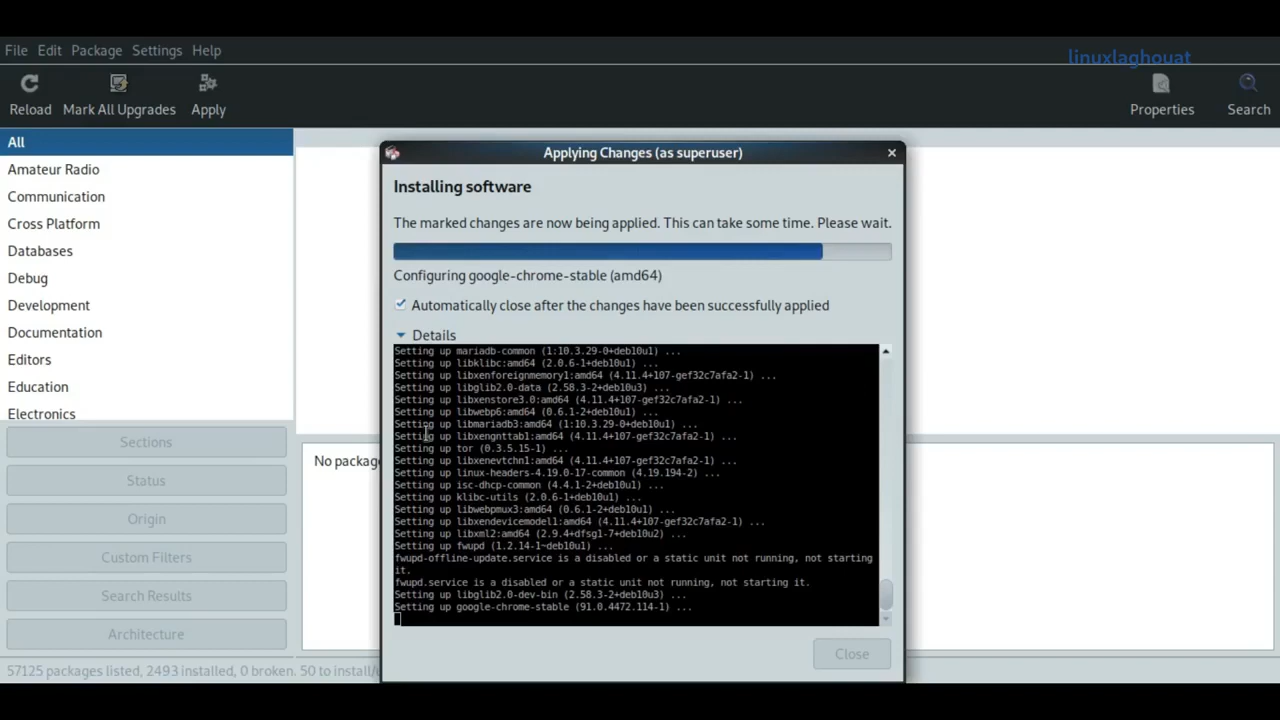 File Edit Package Settings Help
linuxlaghouat
Reload Mark All Upgrades Apply Properties Search
All
Amateur Radio
Communication
Cross Platform
Databases
Debug
Development
Documentation
Editors
Education
Electronics
Sections
Status
Origin
Custom Filters
Search Results
Architecture
No package
57125 packages listed, 2493 installed, 0 broken. 50 to install/
Applying Changes (as superuser)
Installing software
The marked changes are now being applied. This can take some time. Please wait.
Configuring google-chrome-stable (amd64)
Automatically close after the changes have been successfully applied
Details
Setting up mariadb-common (1:10.3.29-0+deb10u1) ...
Setting up libklibc:amd64 (2.0.6-1+deb10u1) ...
Setting up libxenforeignmemory1:amd64 (4.11.4+107-gef32c7afa2-1) ...
Setting up libglib2.0-data (2.58.3-2+deb10u3) ...
Setting up libxenstore3.0:amd64 (4.11.4+107-gef32c7afa2-1) ...
Setting up libwebp6:amd64 (0.6.1-2+deb10u1) ...
Setting up libmariadb3:amd64 (1:10.3.29-0+deb10u1) ...
Setting up libxengnttab1:amd64 (4.11.4+107-gef32c7afa2-1) ...
Setting up tor (0.3.5.15-1) ...
Setting up libxenevtchn1:amd64 (4.11.4+107-gef32c7afa2-1) ...
Setting up linux-headers-4.19.0-17-common (4.19.194-2) ...
Setting up isc-dhcp-common (4.4.1-2+deb10u1) ...
Setting up klibc-utils (2.0.6-1+deb10u1) ...
Setting up libwebpmux3:amd64 (0.6.1-2+deb10u1) ...
Setting up libxendevicemodel1:amd64 (4.11.4+107-gef32c7afa2-1) ...
Setting up libxml2:amd64 (2.9.4+dfsg1-7+deb10u2) ...
Setting up fwupd (1.2.14-1~deb10u1) ...
fwupd-offline-update.service is a disabled or a static unit not running, not starting
it.
fwupd.service is a disabled or a static unit not running, not starting it.
Setting up libglib2.0-dev-bin (2.58.3-2+deb10u3) ...
Setting up google-chrome-stable (91.0.4472.114-1) ...
Close